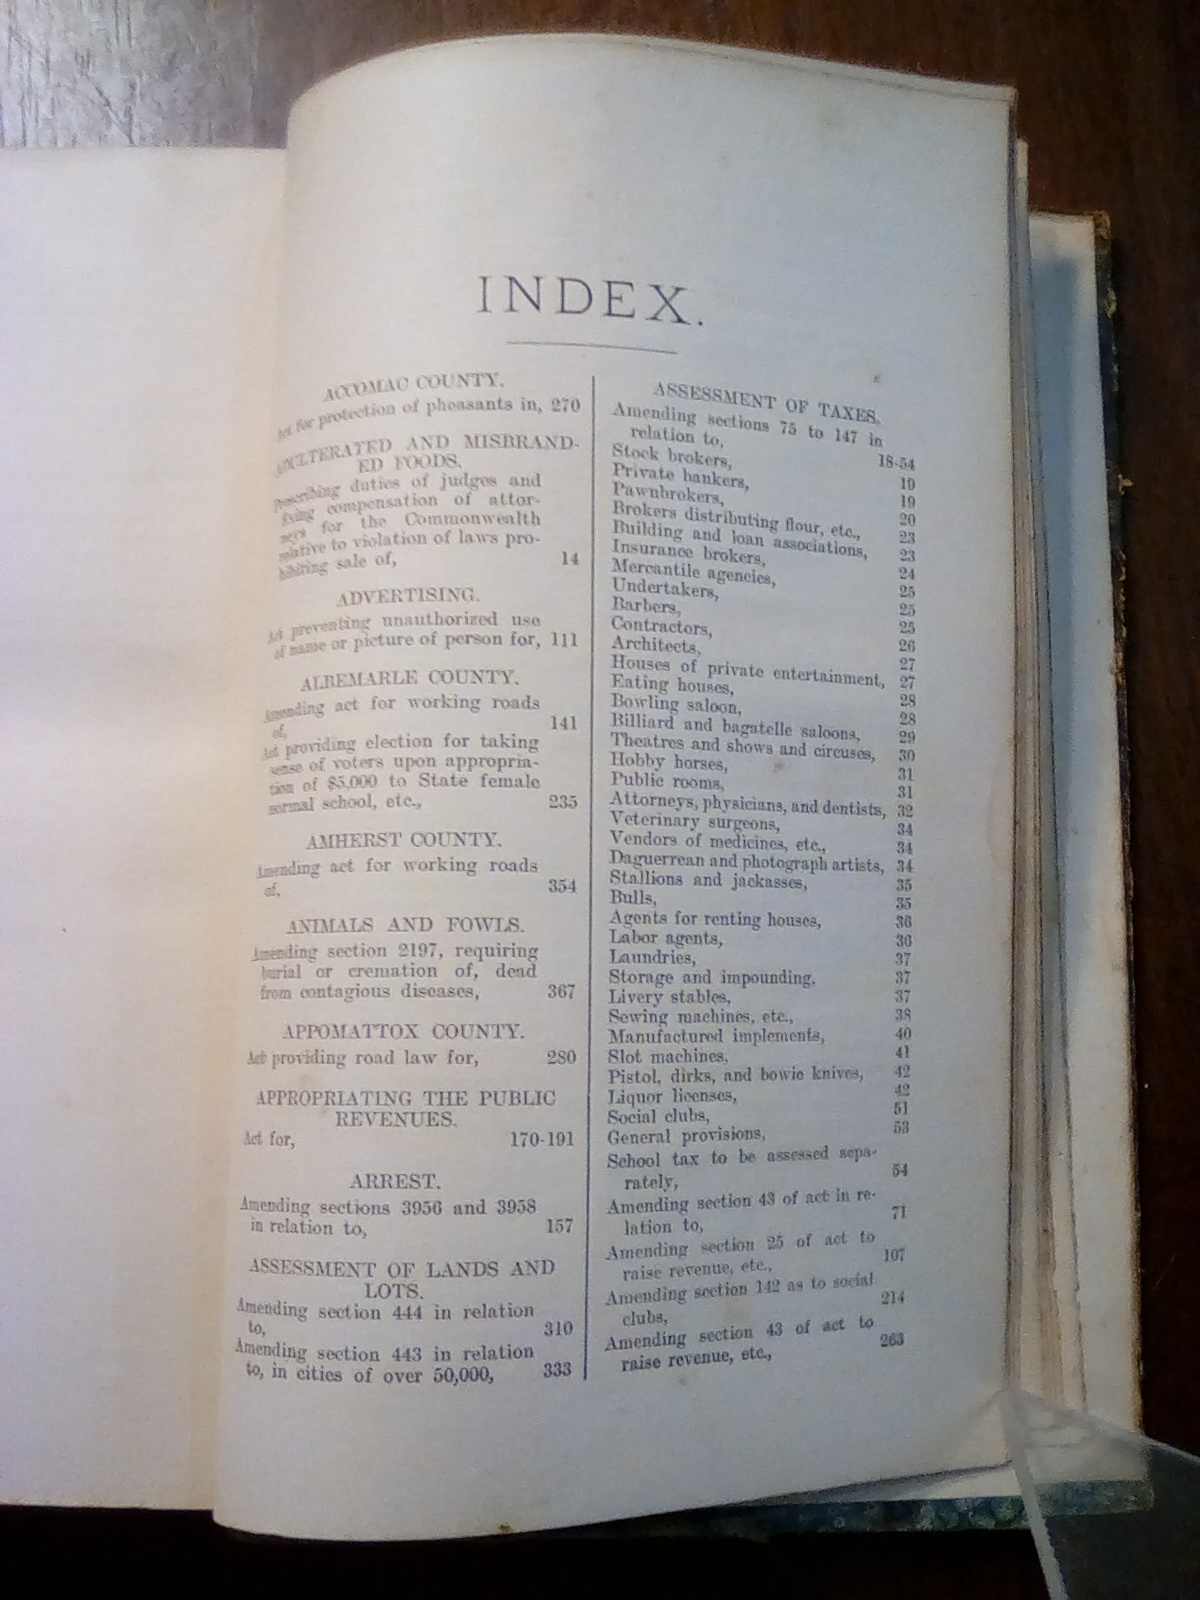 INDEX.
ACCOMAC COUNTY.
Act for protection of pheasants in, 270
ADULTERATED AND MISBRAND-
ED FOODS.
Prescribing duties of judges and
fixing compensation of attor-
neys for the Commonwealth
relative to violation of laws pro-
hibiting sale of, 14
ADVERTISING.
Act preventing unauthorized use
of name or picture of person for, 111
ALBEMARLE COUNTY.
Amending act for working roads
of, 141
Act providing election for taking
sense of voters upon appropria-
tion of $5,000 to State female
normal school, etc., 235
AMHERST COUNTY.
Amending act for working roads
of, 354
ANIMALS AND FOWLS.
Amending section 2197, requiring
burial or cremation of, dead
from contagious diseases, 367
APPOMATTOX COUNTY.
Act providing road law for, 280
APPROPRIATING THE PUBLIC
REVENUES.
Act for, 170-191
ARREST.
Amending sections 3956 and 3958
in relation to, 157
ASSESSMENT OF LANDS AND
LOTS.
Amending section 444 in relation
to, 310
Amending section 443 in relation
to, in cities of over 50,000, 333
ASSESSMENT OF TAXES.
Amending sections 75 to 147 in
relation to, 18-54
Stock brokers, 19
Private bankers, 19
Pawnbrokers, 20
Brokers distributing flour, etc., 23
Building and loan associations, 23
Insurance brokers, 24
Mercantile agencies, 25
Undertakers, 25
Barbers, 25
Contractors, 26
Architects, 27
Houses of private entertainment, 27
Eating houses, 28
Bowling saloon, 28
Billiard and bagatelle saloons, 29
Theatres and shows and circuses, 30
Hobby horses, 31
Public rooms, 31
Attorneys, physicians, and dentists, 32
Veterinary surgeons, 34
Vendors of medicines, etc., 34
Daguerrean and photograph artists, 34
Stallions and jackasses, 35
Bulls, 35
Agents for renting houses, 36
Labor agents, 36
Laundries, 37
Storage and impounding, 37
Livery stables, 37
Sewing machines, etc., 38
Manufactured implements, 40
Slot machines, 41
Pistol, dirks, and bowie knives, 42
Liquor licenses, 42
Social clubs, 51
General provisions, 53
School tax to be assessed sepa-
rately, 54
Amending section 43 of act in re-
lation to, 71
Amending section 25 of act to
raise revenue, etc., 107
Amending section 142 as to social
clubs, 214
Amending section 43 of act to
raise revenue, etc., 263